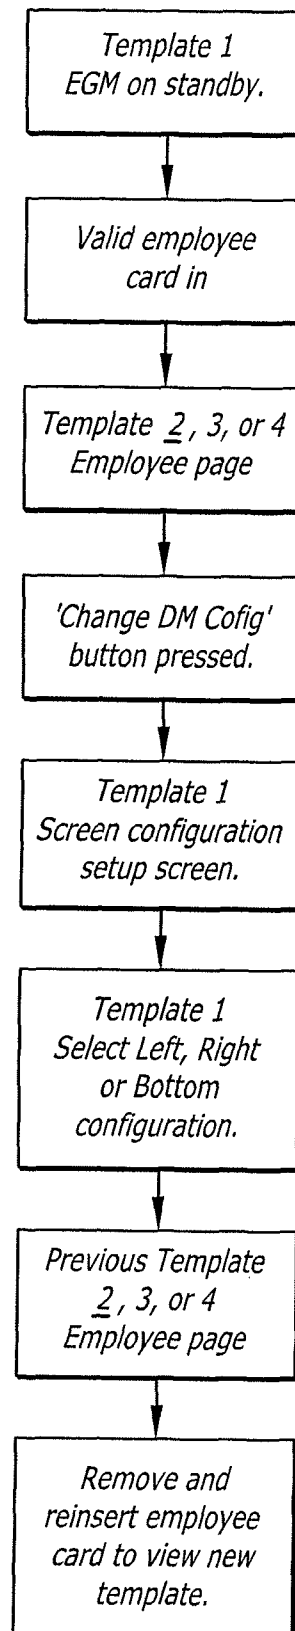 Template 1
EGM on standby.
Valid employee
card in
Template 2, 3, or 4
Employee page
'Change DM Cofig'
button pressed.
Template 1
Screen configuration
setup screen.
Template 1
Select Left, Right
or Bottom
configuration.
Previous Template
2, 3, or 4
Employee page
Remove and
reinsert employee
card to view new
template.